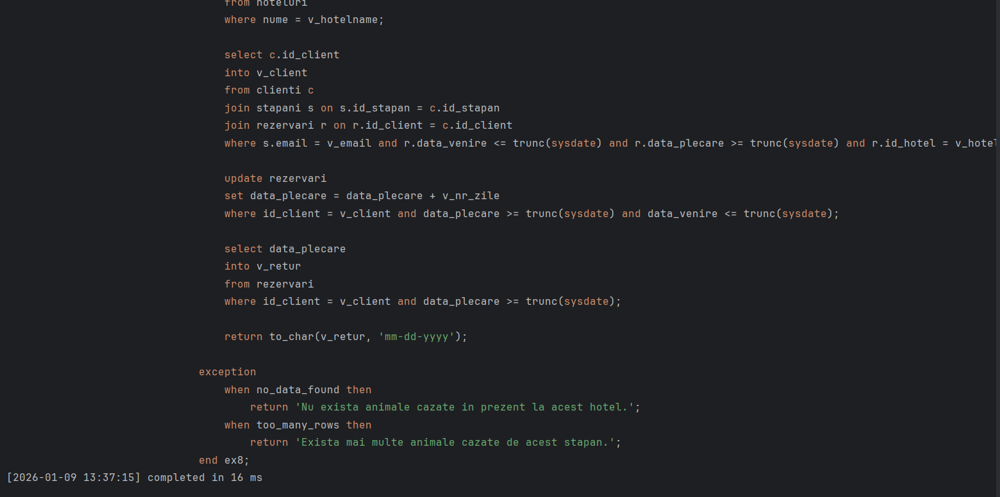 from hoteluri
where nume = v_hotelname;
select c.id_client
into v_client
from clienti c
join stapani s on s.id_stapan = c.id_stapan
join rezervari r on r.id_client = c.id_client
where s.email = v_email and r.data_venire <= trunc(sysdate) and r.data_plecare >= trunc(sysdate) and r.id_hotel = v_hotel
update rezervari
set data_plecare = data_plecare + v_nr_zile
where id_client = v_client and data_plecare >= trunc(sysdate) and data_venire <= trunc(sysdate);
select data_plecare
into v_retur
from rezervari
where id_client = v_client and data_plecare >= trunc(sysdate);
return to_char(v_retur, 'mm-dd-yyyy');
exception
when no_data_found then
return 'Nu exista animale cazate in prezent la acest hotel.';
when too_many_rows then
return 'Exista mai multe animale cazate de acest stapan.';
end ex8;
[2026-01-09 13:37:15] completed in 16 ms